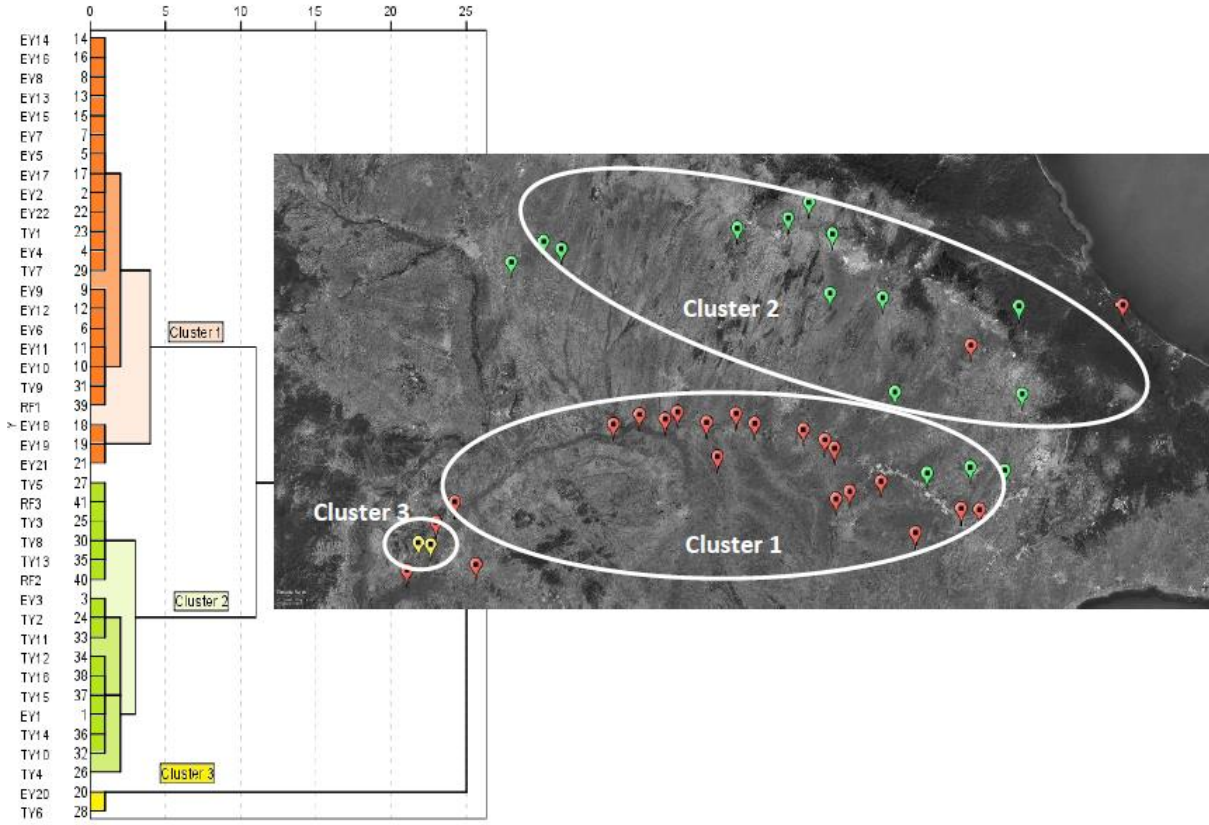 0 5 10 15 20 25
EY14 14
EY16 16
EY8 8
EY13 13
EY15 15
EY7 7
EY5 5
EY17 17
EY2 2
EY22 22
TY1 23
EY4 4
TY7 29
EY9 9
EY12 12
EY6 6
EY11 11
EY10 10
TY9 31
RF1 39
Y
EY18 18
EY19 19
EY21 21
TY5 27
RF3 41
TY3 25
TY8 30
TY13 35
RF2 40
EY3 3
TY2 24
TY11 33
TY12 34
TY16 38
TY15 37
EY1 1
TY14 36
TY10 32
TY4 26
EY20 20
TY6 28
Cluster 1
Cluster 2
Cluster 3
Cluster 2
Cluster 3
Cluster 1